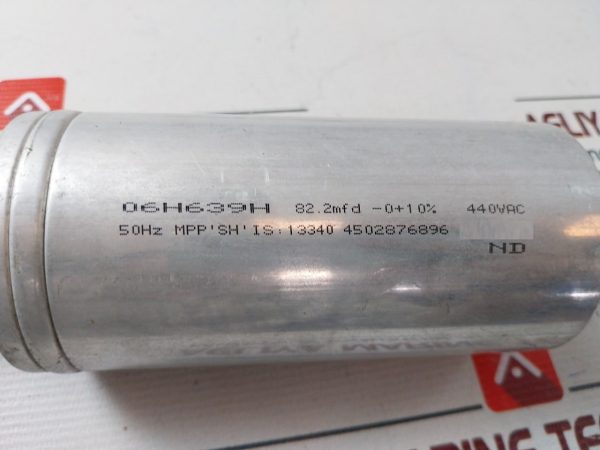 06H639H 82.2mfd -0+10% 440VAC
50Hz MPP'SH'IS:13340 4502876896
ND